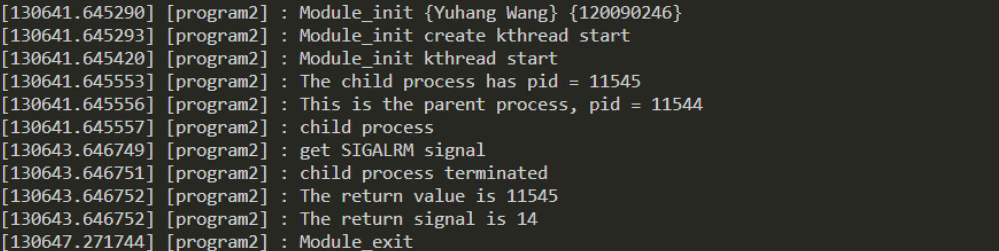 [130641.645290] [program2] : Module_init {Yuhang Wang} {120090246}
[130641.645293] [program2] : Module_init create kthread start
[130641.645420] [program2] : Module_init kthread start
[130641.645553] [program2] : The child process has pid = 11545
[130641.645556] [program2] : This is the parent process, pid = 11544
[130641.645557] [program2] : child process
[130643.646749] [program2] : get SIGALRM signal
[130643.646751] [program2] : child process terminated
[130643.646752] [program2] : The return value is 11545
[130643.646752] [program2] : The return signal is 14
[130647.271744] [program2] : Module_exit